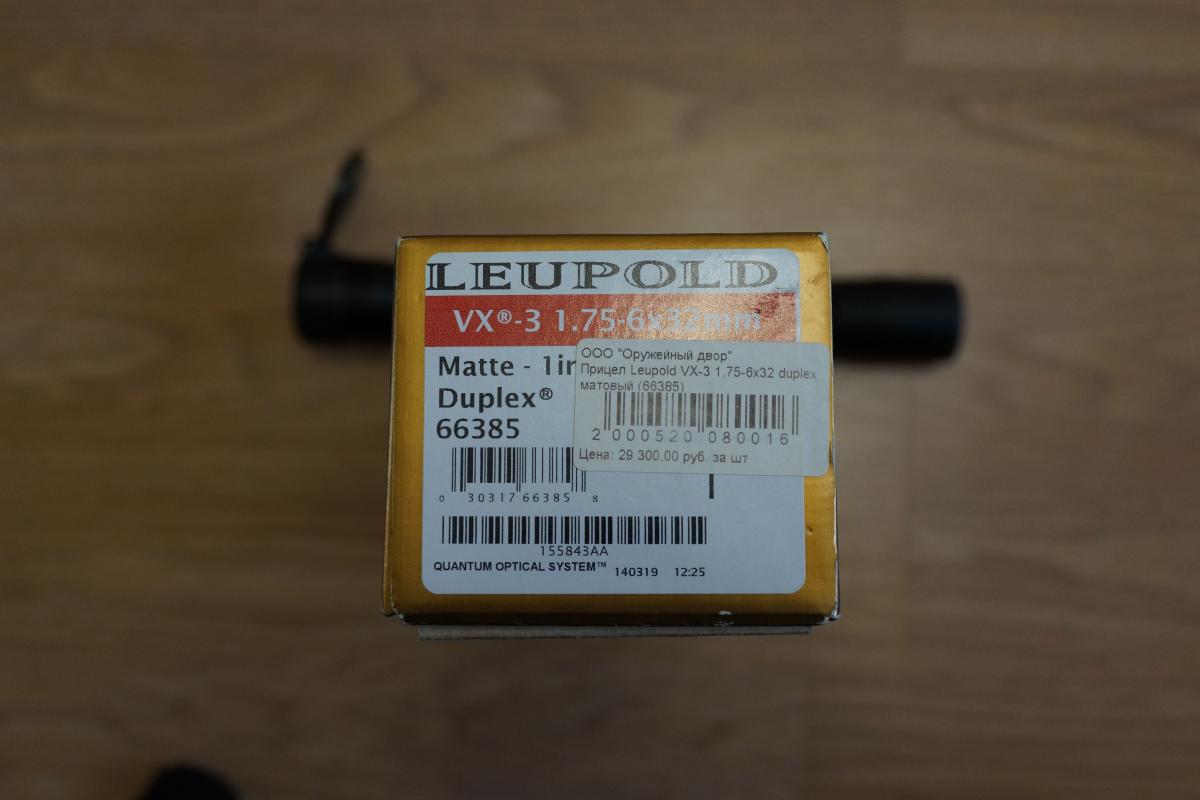 LEUPOLD
VX®-3 1.75-6x32mm
Matte - 1in
Duplex®
66385
ООО "Оружейный двор"
Прицел Leupold VX-3 1,75-6x32 duplex
матовый (66385)
2 000520 080016
Цена: 29 300,00 руб. за шт
0 30317 66385 8
155843AA
QUANTUM OPTICAL SYSTEM™ 140319 12:25